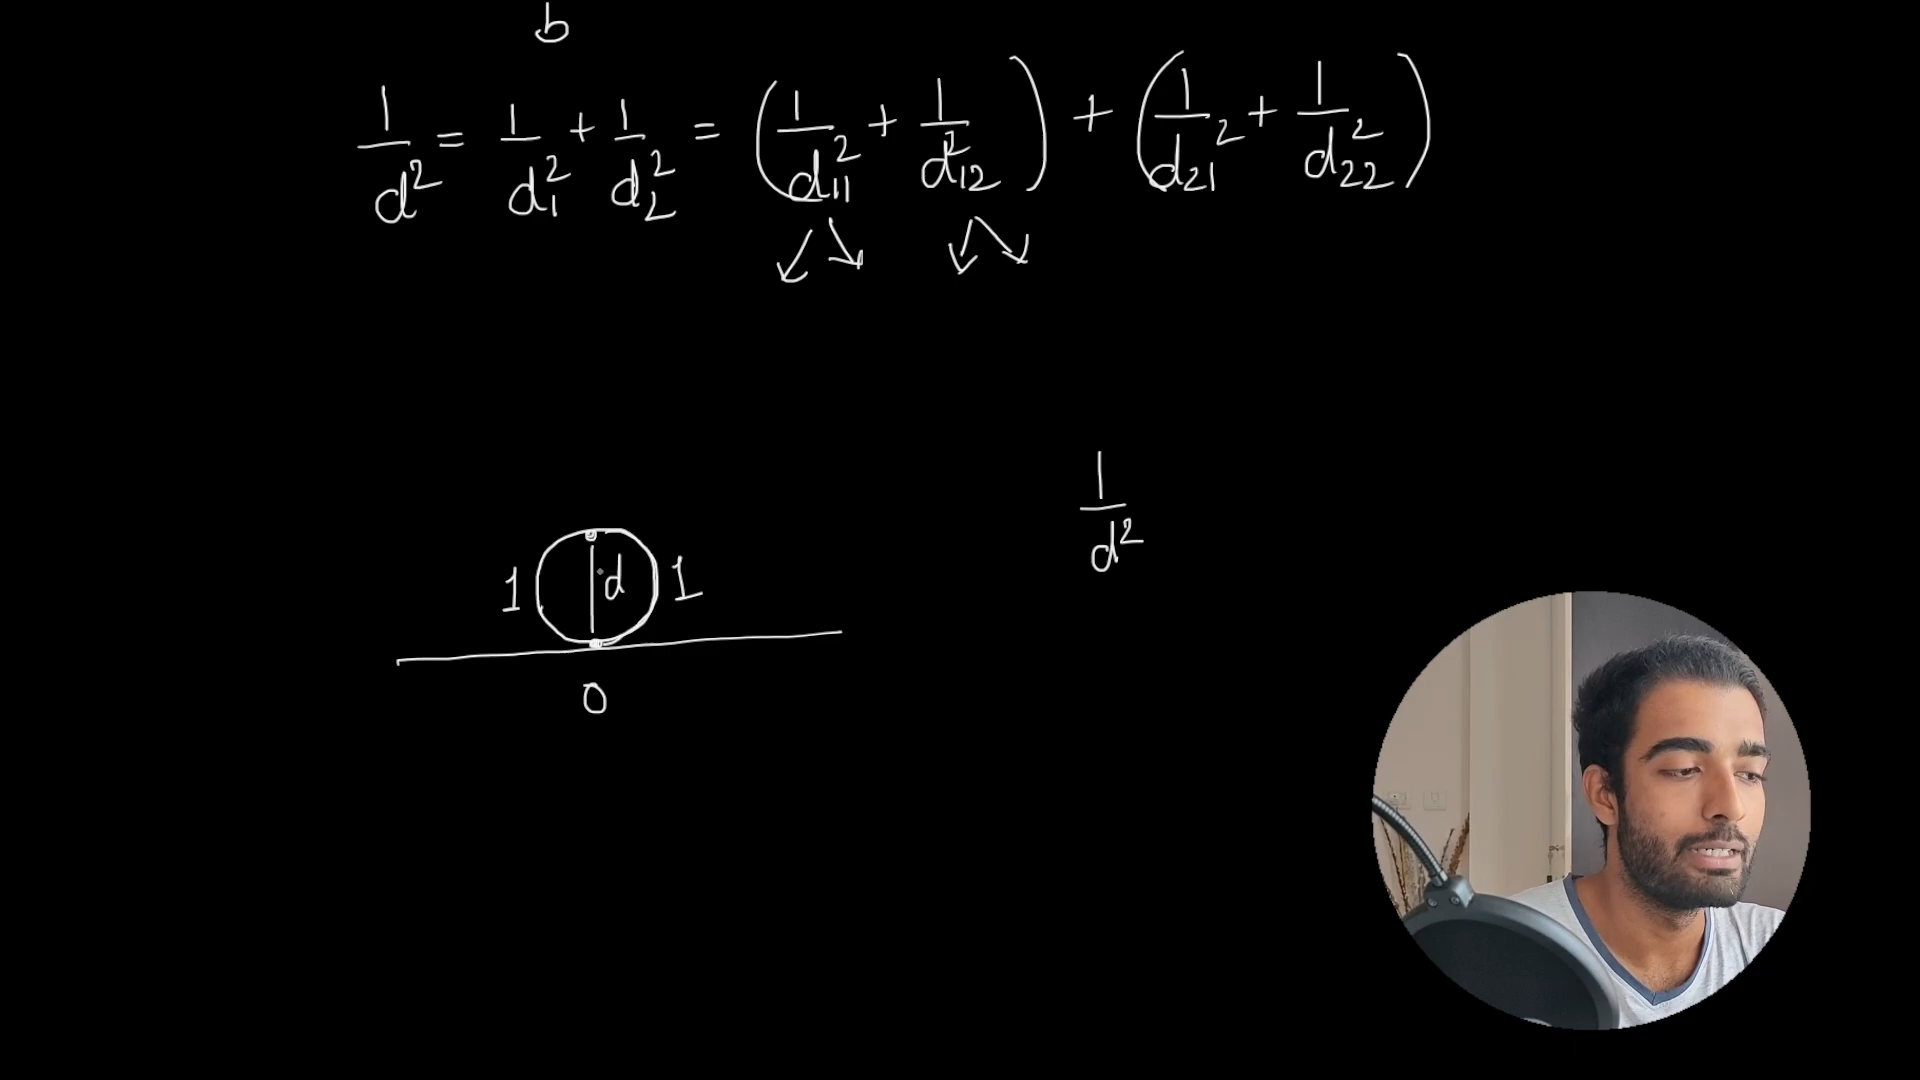 b
1/d² = 1/d₁² + 1/d₂² = (1/d₁₁² + 1/d₁₂²) + (1/d₂₁² + 1/d₂₂²)
1/d²
1 d 1
0